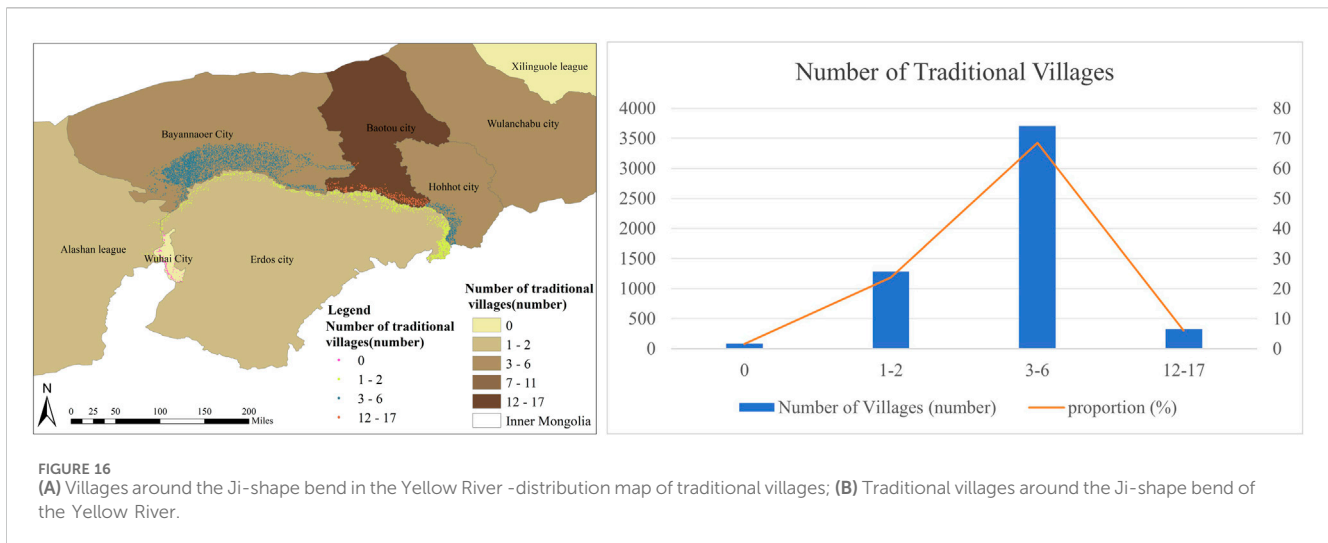 Xilinguole league
Wulanchabu city
Baotou city
Bayannaoer City
Hohhot city
Alashan league
Wuhai City
Erdos city
Legend
Number of traditional
villages(number)
0
1 - 2
3 - 6
12 - 17
Number of traditional
villages(number)
0
1 - 2
3 - 6
7 - 11
12 - 17
Inner Mongolia
N
0 25 50 100 150 200
Miles
Number of Traditional Villages
4000
3500
3000
2500
2000
1500
1000
500
0
80
70
60
50
40
30
20
10
0
0 1-2 3-6 12-17
Number of Villages (number) proportion (%)
FIGURE 16
(A) Villages around the Ji-shape bend in the Yellow River -distribution map of traditional villages; (B) Traditional villages around the Ji-shape bend of
the Yellow River.